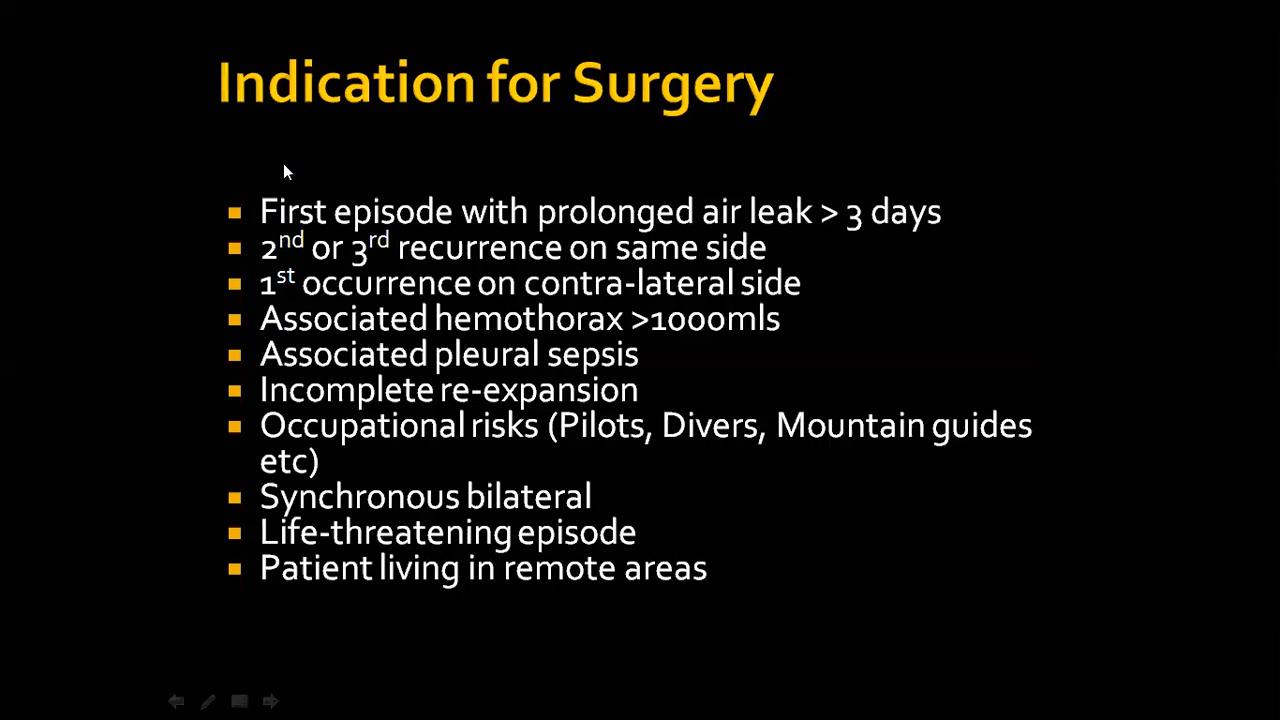 Indication for Surgery
▪ First episode with prolonged air leak > 3 days
▪ 2nd or 3rd recurrence on same side
▪ 1st occurrence on contra-lateral side
▪ Associated hemothorax >1000mls
▪ Associated pleural sepsis
▪ Incomplete re-expansion
▪ Occupational risks (Pilots, Divers, Mountain guides
etc)
▪ Synchronous bilateral
▪ Life-threatening episode
▪ Patient living in remote areas